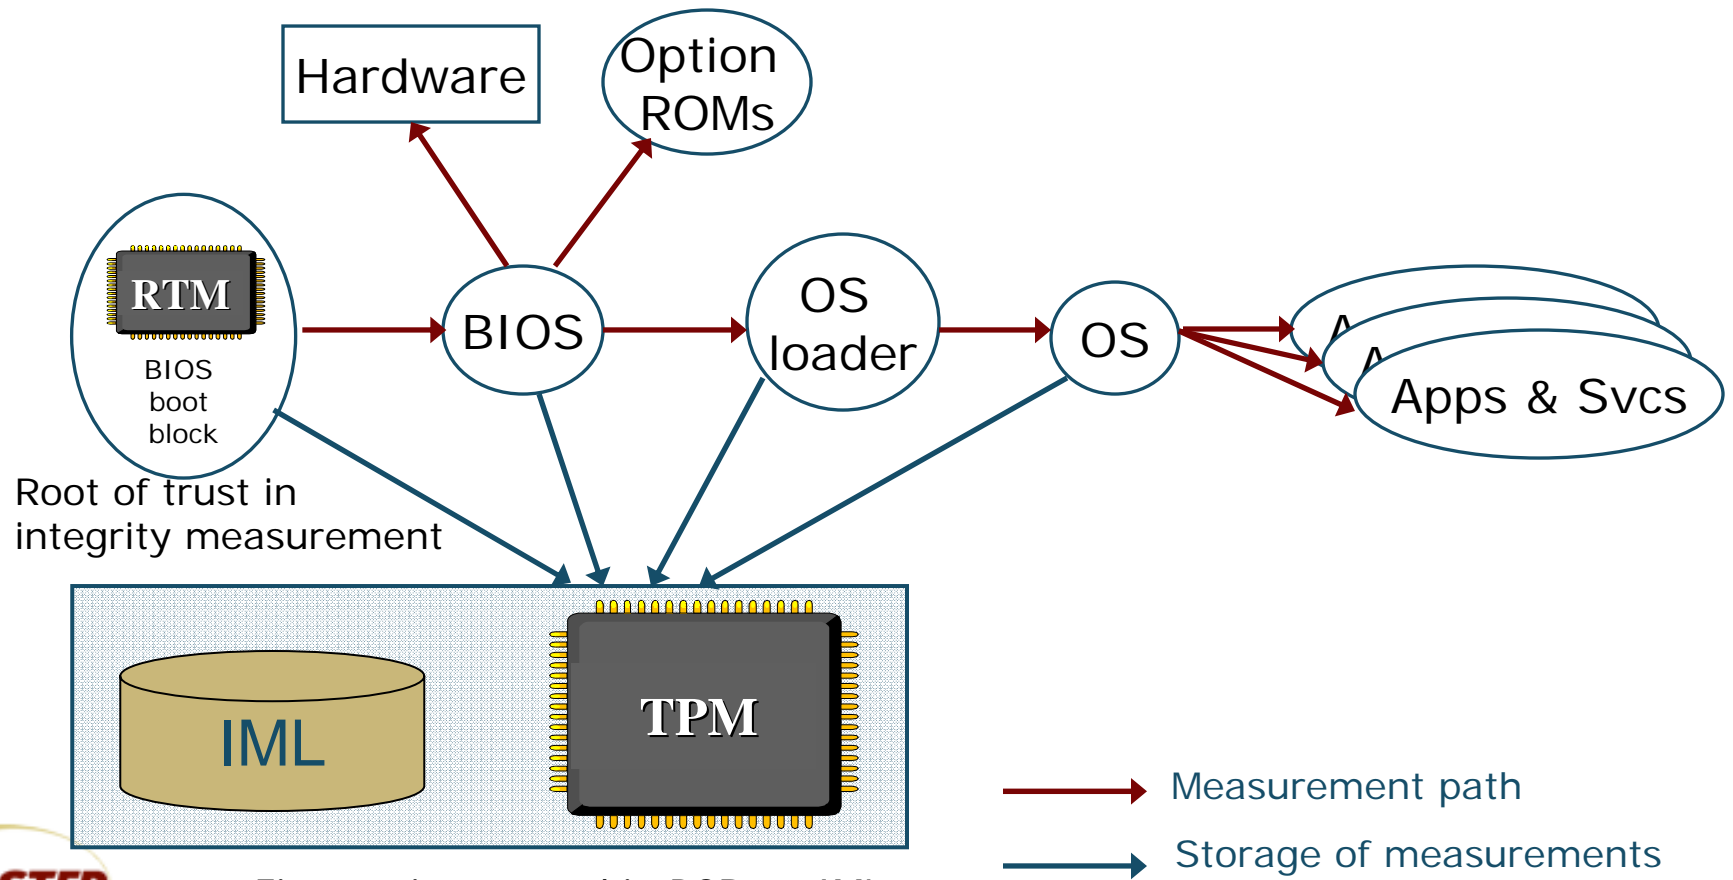 Hardware
Option
ROMs
RTM
BIOS
boot
block
BIOS
OS
loader
OS
A
A
Apps & Svcs
Root of trust in
integrity measurement
IML
TPM
Measurement path
Storage of measurements